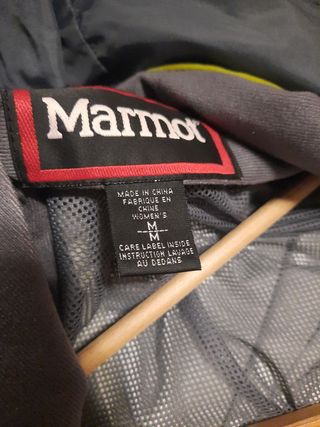 Marmot
MADE IN CHINA
FABRIQUE EN
CHINE
WOMEN'S
M
M
CARE LABEL INSIDE
INSTRUCTION LAVAGE
AU DEDANS